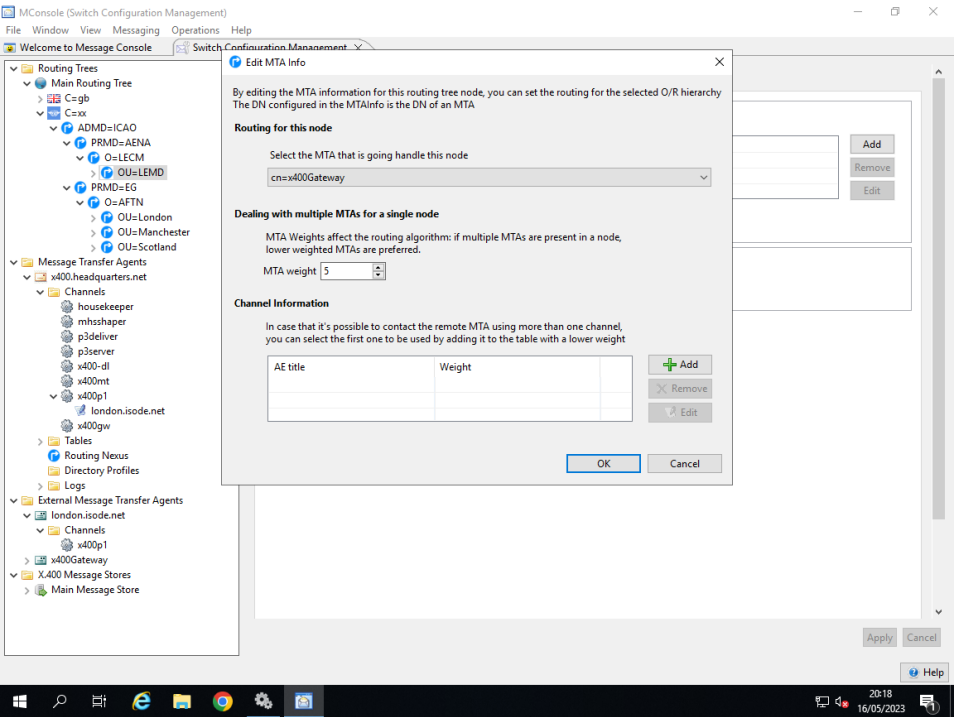 MConsole (Switch Configuration Management)
File Window View Messaging Operations Help
Welcome to Message Console
Switch Configuration Management
Routing Trees
Main Routing Tree
C=gb
C=xx
ADMD=ICAO
PRMD=AENA
O=LECM
OU=LEMD
PRMD=EG
O=AFTN
OU=London
OU=Manchester
OU=Scotland
Message Transfer Agents
x400.headquarters.net
Channels
housekeeper
mhsshaper
p3deliver
p3server
x400-dl
x400mt
x400p1
london.isode.net
x400gw
Tables
Routing Nexus
Directory Profiles
Logs
External Message Transfer Agents
london.isode.net
Channels
x400p1
x400Gateway
X.400 Message Stores
Main Message Store
Edit MTA Info
By editing the MTA information for this routing tree node, you can set the routing for the selected O/R hierarchy
The DN configured in the MTAInfo is the DN of an MTA
Routing for this node
Select the MTA that is going handle this node
cn=x400Gateway
Dealing with multiple MTAs for a single node
MTA Weights affect the routing algorithm: if multiple MTAs are present in a node,
lower weighted MTAs are preferred.
MTA weight 5
Channel Information
In case that it's possible to contact the remote MTA using more than one channel,
you can select the first one to be used by adding it to the table with a lower weight
AE title Weight
Add
Remove
Edit
OK Cancel
Add
Remove
Edit
Apply Cancel
Help
20:18
16/05/2023
1